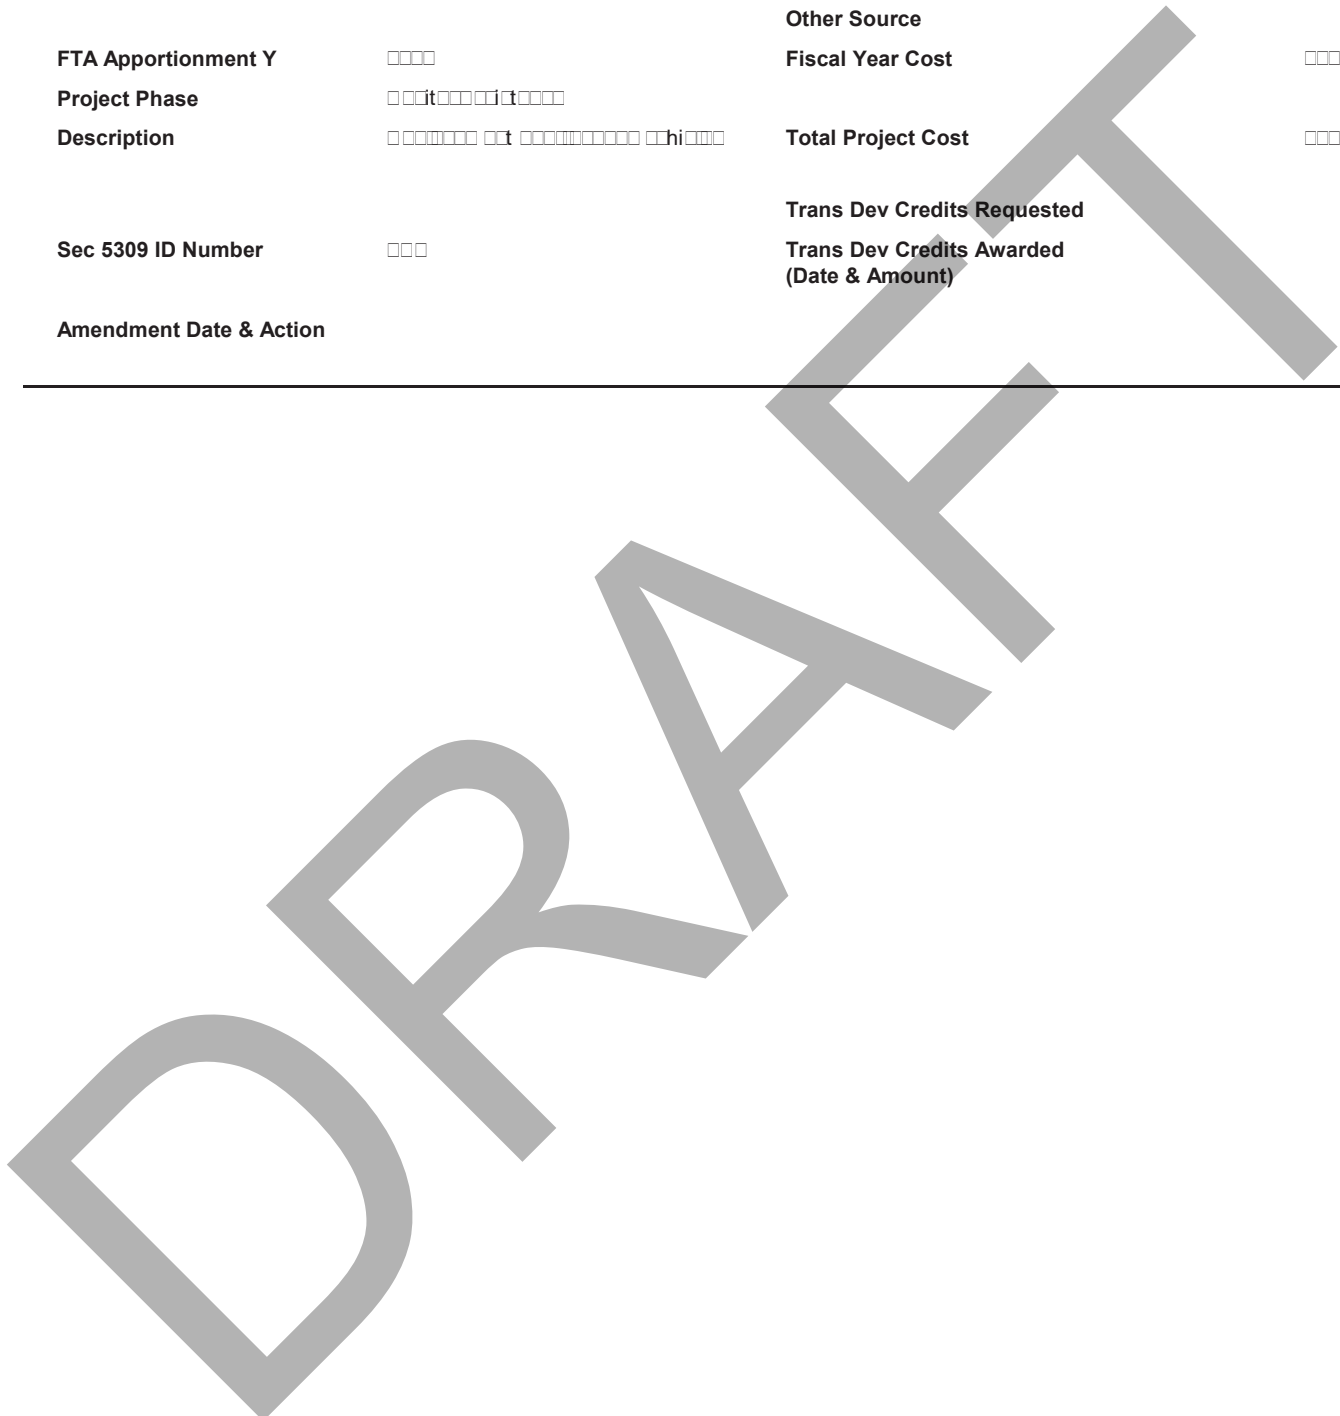 Other Source
FTA Apportionment Y
Fiscal Year Cost
Project Phase
Description
Total Project Cost
Trans Dev Credits Requested
Sec 5309 ID Number
Trans Dev Credits Awarded
(Date & Amount)
Amendment Date & Action
DRAFT